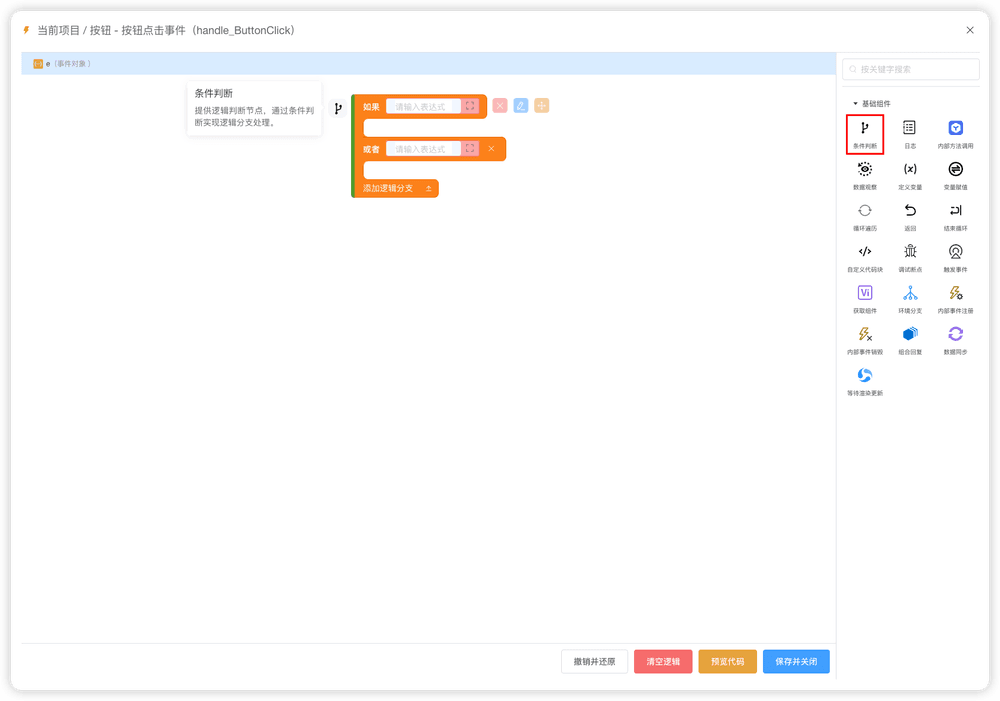 当前项目 / 按钮 - 按钮点击事件（handle_ButtonClick）
e（事件对象）
条件判断
提供逻辑判断节点，通过条件判
断实现逻辑分支处理。
如果 请输入表达式
或者 请输入表达式
添加逻辑分支
按关键字搜索
基础组件
条件判断 日志 内部方法调用
数据观察 定义变量 变量赋值
循环遍历 返回 结束循环
自定义代码块 调试断点 触发事件
Vi
获取组件 环境分支 内部事件注册
内部事件销毁 组合回复 数据同步
等待渲染更新
撤销并还原 清空逻辑 预览代码 保存并关闭